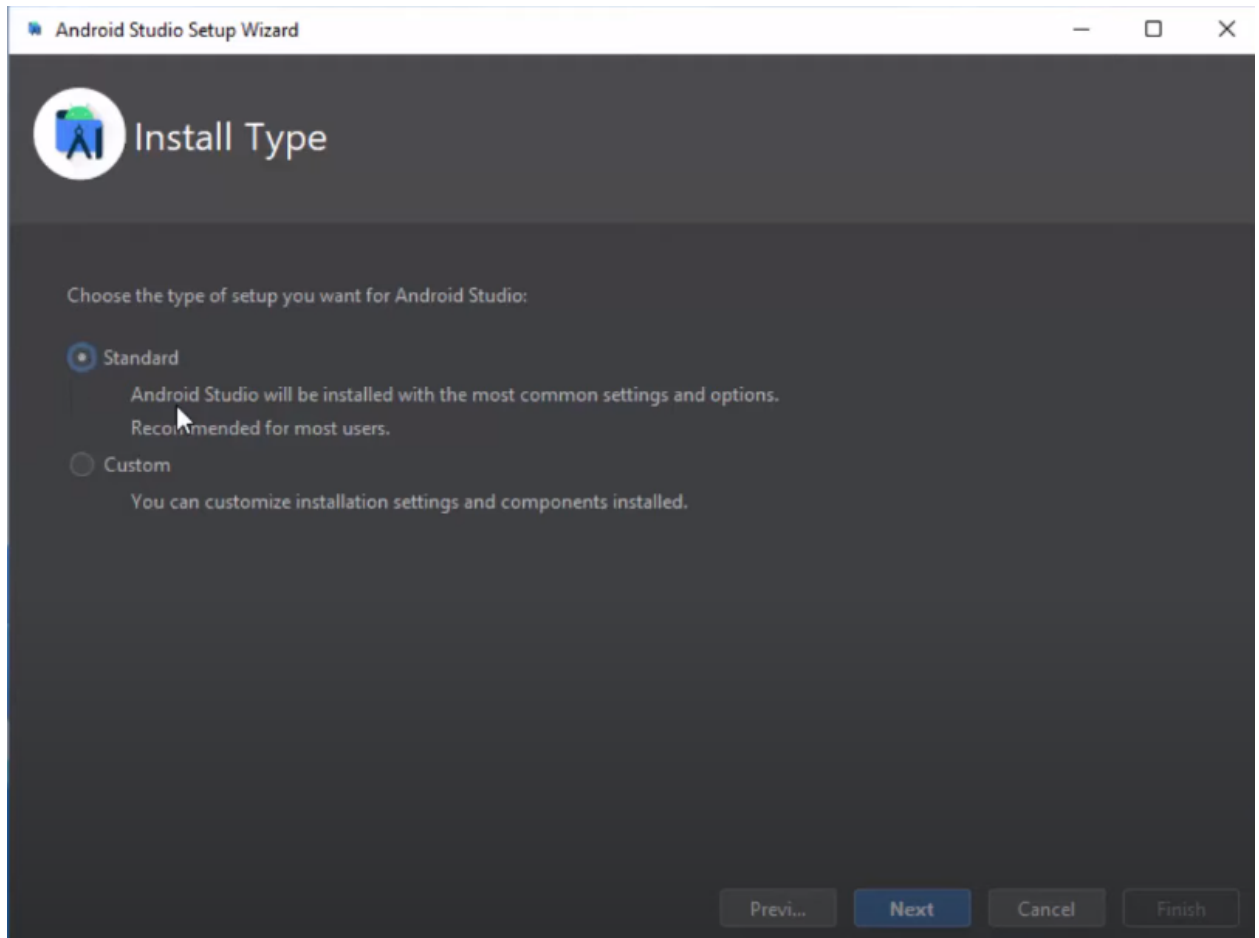 Android Studio Setup Wizard
Install Type
Choose the type of setup you want for Android Studio:
Standard
Android Studio will be installed with the most common settings and options.
Recommended for most users.
Custom
You can customize installation settings and components installed.
Previ...
Next
Cancel
Finish